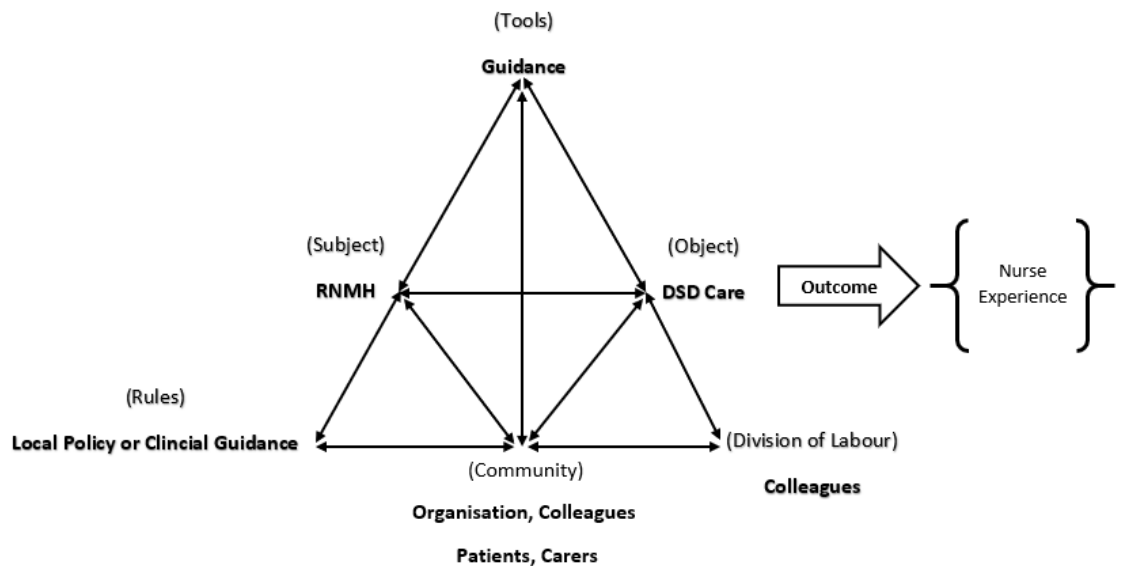 (Tools)
Guidance
(Subject)
(Object)
RNMH
DSD Care
Outcome
Nurse
Experience
(Rules)
Local Policy or Clincial Guidance
(Division of Labour)
(Community)
Colleagues
Organisation, Colleagues
Patients, Carers